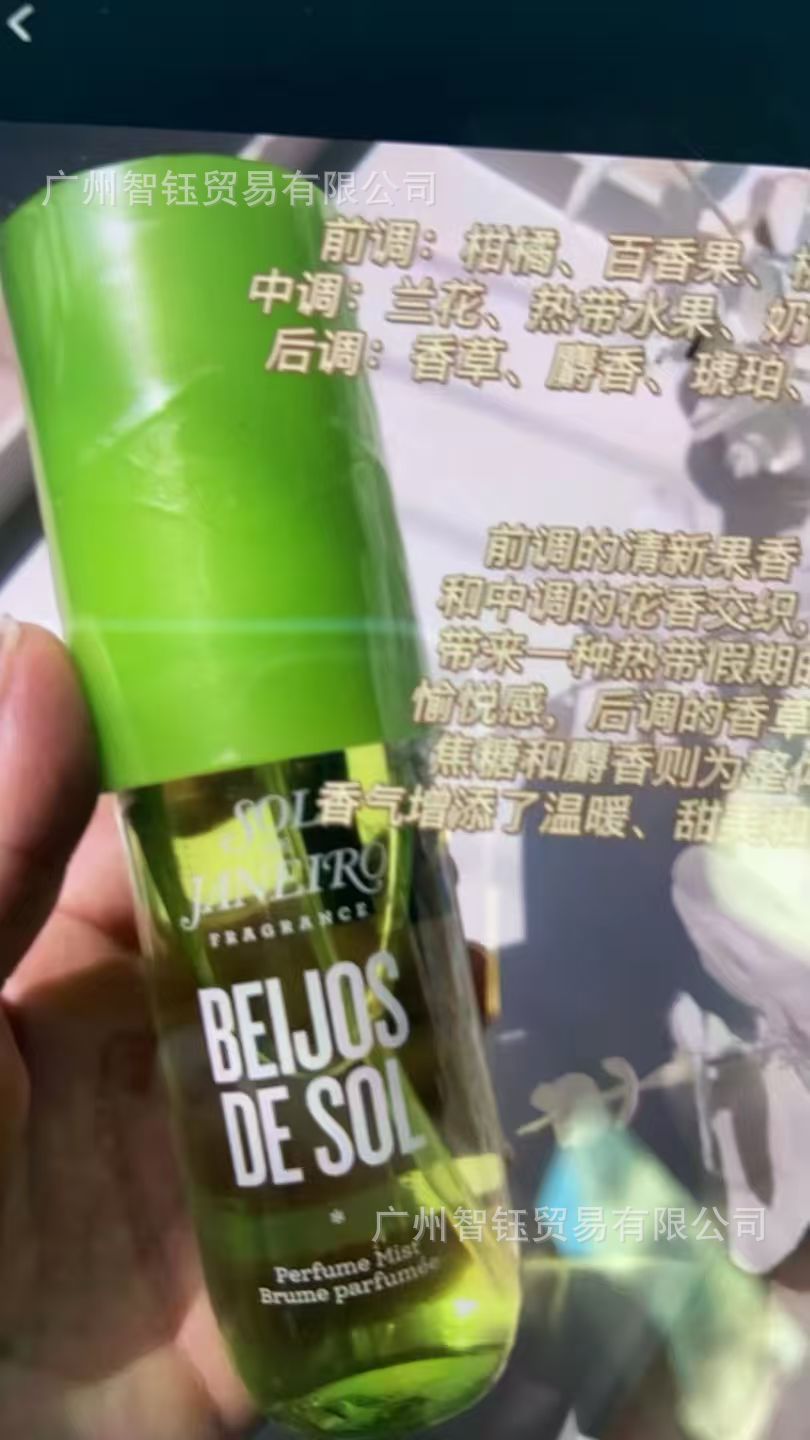 广州智钰贸易有限公司
前调：柑橘、百香果、
中调：兰花、热带水果、奶
后调：香草、麝香、琥珀、
前调的清新果香
和中调的花香交织，
带来一种热带假期的
愉悦感，后调的香草
焦糖和麝香则为整体
香气增添了温暖、甜美
SOL
JANEIRO
FRAGRANCE
BEIJOS
DE SOL
广州智钰贸易有限公司
Perfume Mist
Brume parfumée